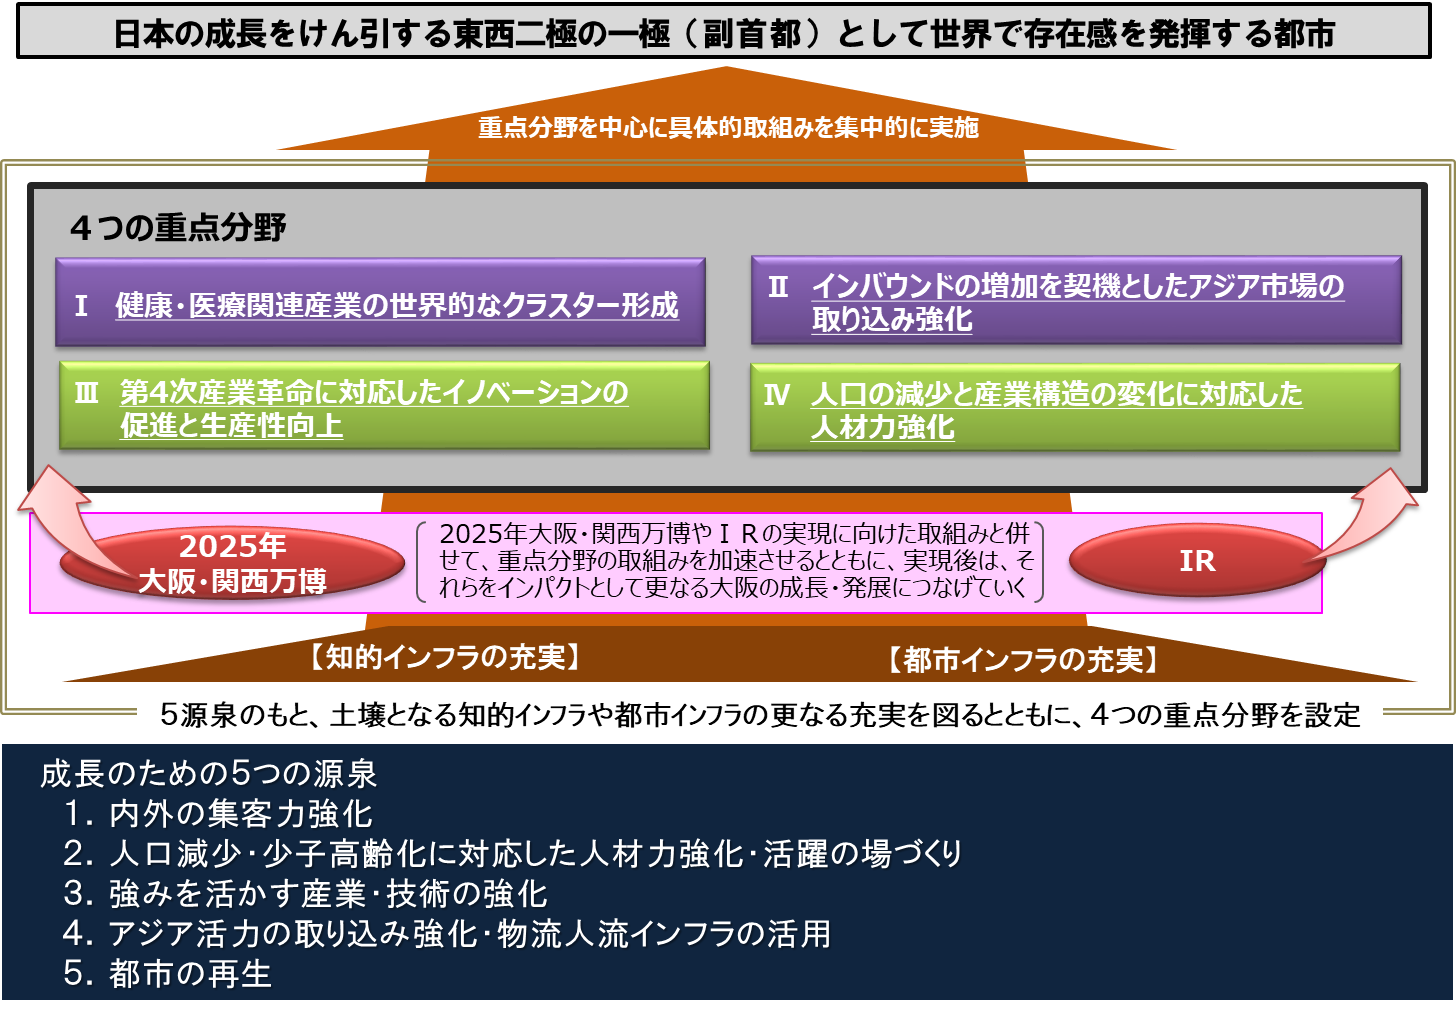 日本の成長をけん引する東西二極の一極（副首都）として世界で存在感を発揮する都市
重点分野を中心に具体的取組みを集中的に実施
４つの重点分野
Ⅰ 健康・医療関連産業の世界的なクラスター形成
Ⅱ インバウンドの増加を契機としたアジア市場の
取り込み強化
Ⅲ 第4次産業革命に対応したイノベーションの
促進と生産性向上
Ⅳ 人口の減少と産業構造の変化に対応した
人材力強化
2025年
大阪・関西万博
2025年大阪・関西万博やＩＲの実現に向けた取組みと併
せて、重点分野の取組みを加速させるとともに、実現後は、そ
れらをインパクトとして更なる大阪の成長・発展につなげていく
IR
【知的インフラの充実】
【都市インフラの充実】
５源泉のもと、土壌となる知的インフラや都市インフラの更なる充実を図るとともに、４つの重点分野を設定
成長のための５つの源泉
１．内外の集客力強化
２．人口減少・少子高齢化に対応した人材力強化・活躍の場づくり
３．強みを活かす産業・技術の強化
４．アジア活力の取り込み強化・物流人流インフラの活用
５．都市の再生